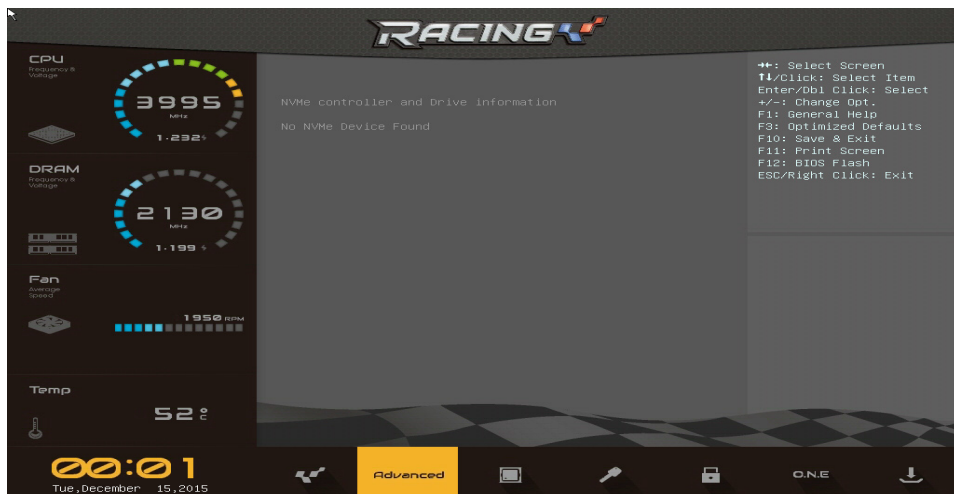 RACING
CPU
Frequency &
Voltage
3995
MHz
1.232
DRAM
Frequency &
Voltage
2130
MHz
1.199
Fan
Average
Speed
1950 RPM
Temp
52 °C
00:01
Tue,December 15,2015
NVMe controller and Drive information
No NVMe Device Found
→←: Select Screen
↑↓/Click: Select Item
Enter/Dbl Click: Select
+/-: Change Opt.
F1: General Help
F3: Optimized Defaults
F10: Save & Exit
F11: Print Screen
F12: BIOS Flash
ESC/Right Click: Exit
Advanced
O.N.E